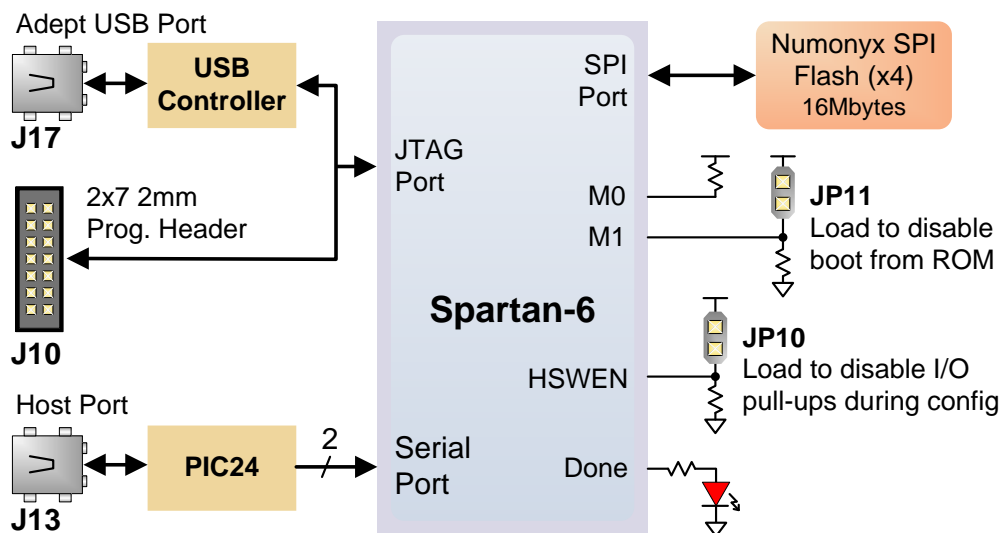 Adept USB Port
USB
Controller
J17
2x7 2mm
Prog. Header
J10
Host Port
PIC24
2
J13
JTAG
Port
Serial
Port
Spartan-6
SPI
Port
M0
M1
HSWEN
Done
Numonyx SPI
Flash (x4)
16Mbytes
JP11
Load to disable
boot from ROM
JP10
Load to disable I/O
pull-ups during config